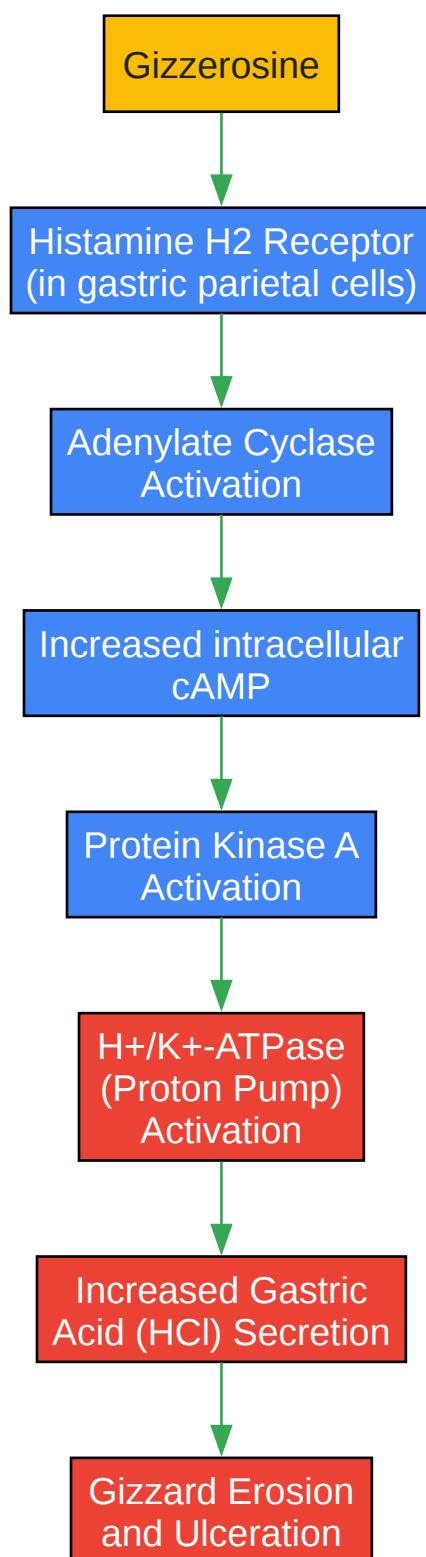 Gizzerosine
Histamine H2 Receptor
(in gastric parietal cells)
Adenylate Cyclase
Activation
Increased intracellular
cAMP
Protein Kinase A
Activation
H+/K+-ATPase
(Proton Pump)
Activation
Increased Gastric
Acid (HCl) Secretion
Gizzard Erosion
and Ulceration